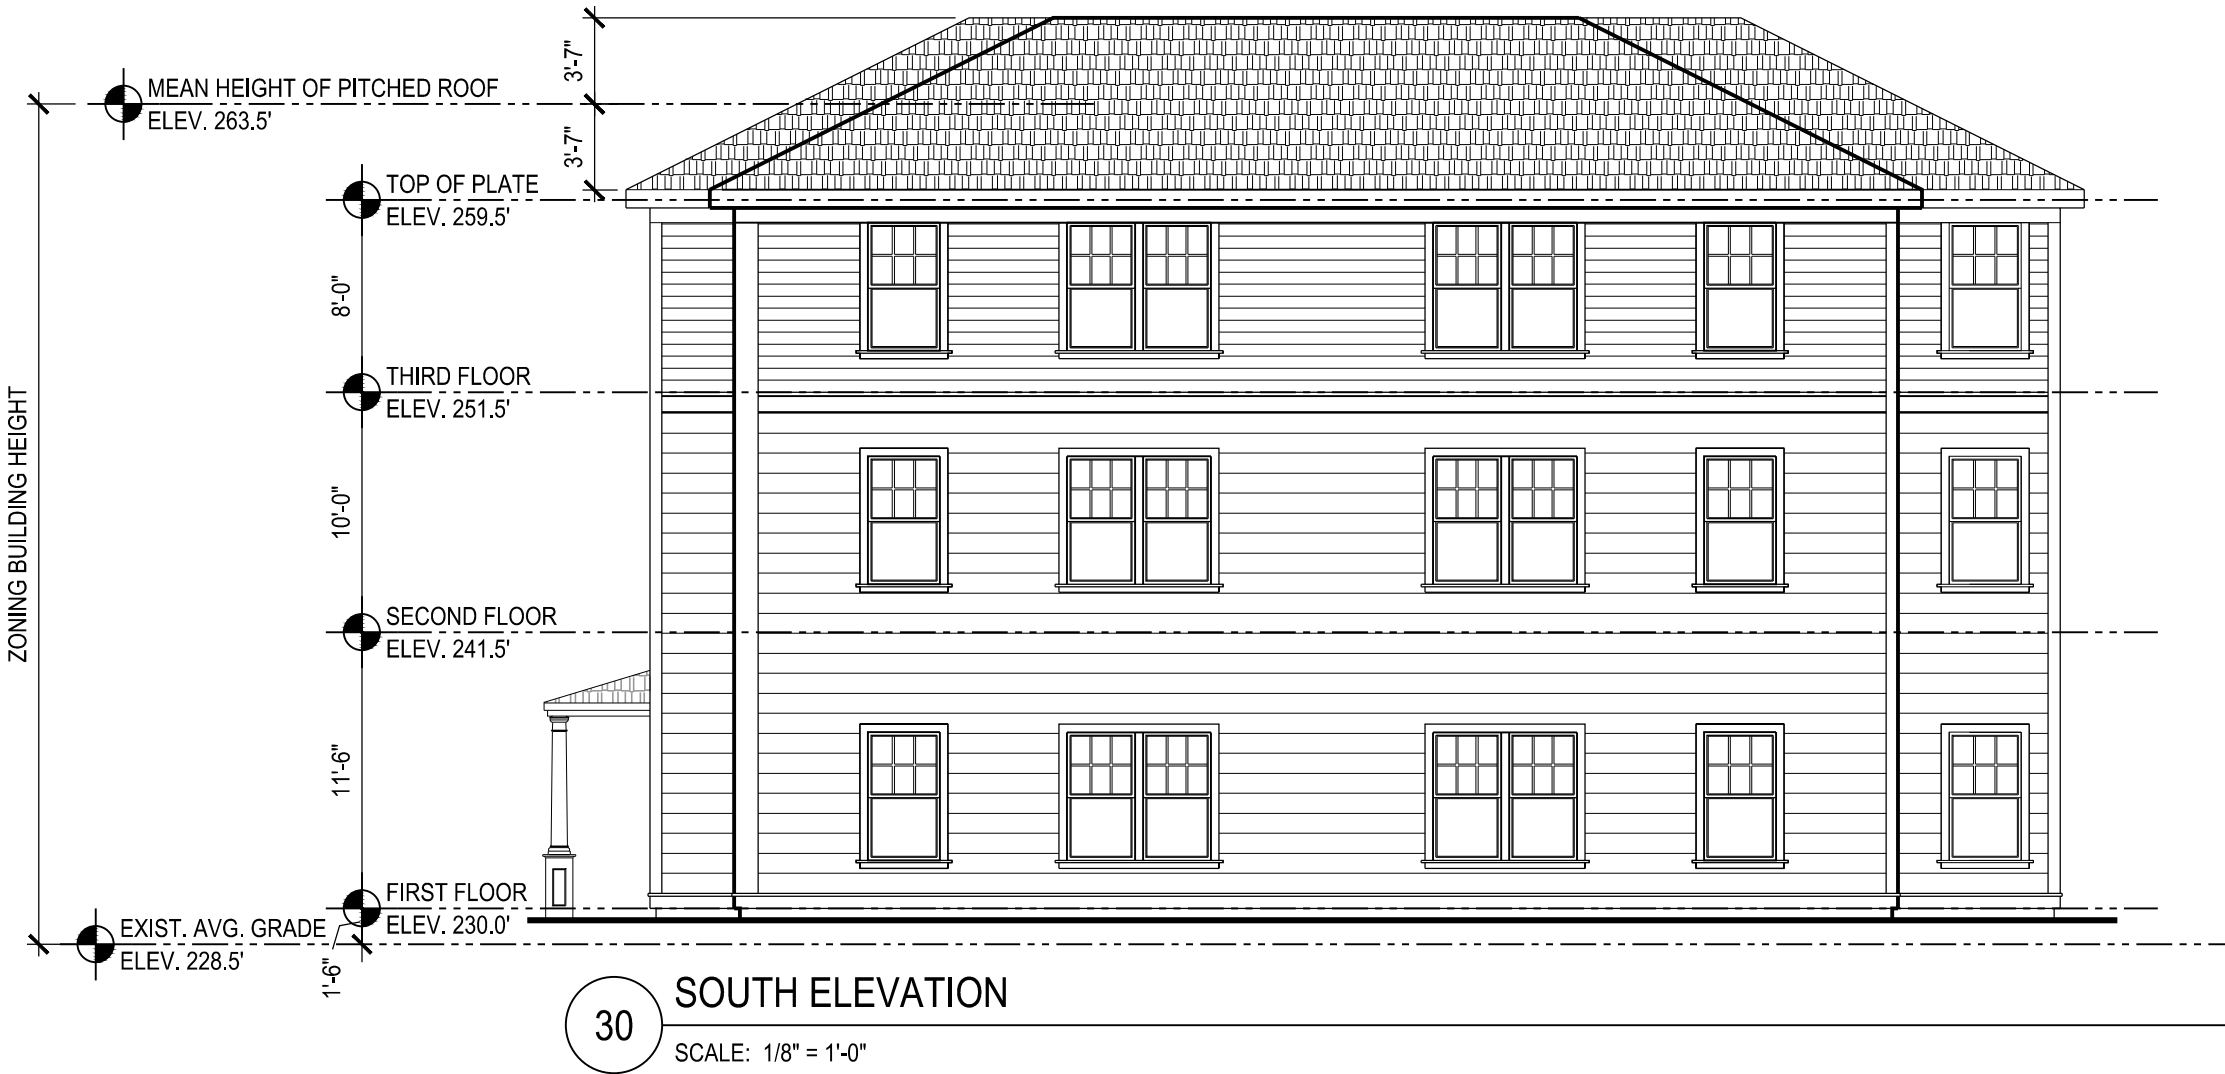 3'-7"
MEAN HEIGHT OF PITCHED ROOF
ELEV. 263.5'
3'-7"
TOP OF PLATE
ELEV. 259.5'
8'-0"
THIRD FLOOR
ELEV. 251.5'
ZONING BUILDING HEIGHT
10'-0"
SECOND FLOOR
ELEV. 241.5'
11'-6"
FIRST FLOOR
ELEV. 230.0'
EXIST. AVG. GRADE
ELEV. 228.5'
1'-6"
30
SOUTH ELEVATION
SCALE: 1/8" = 1'-0"